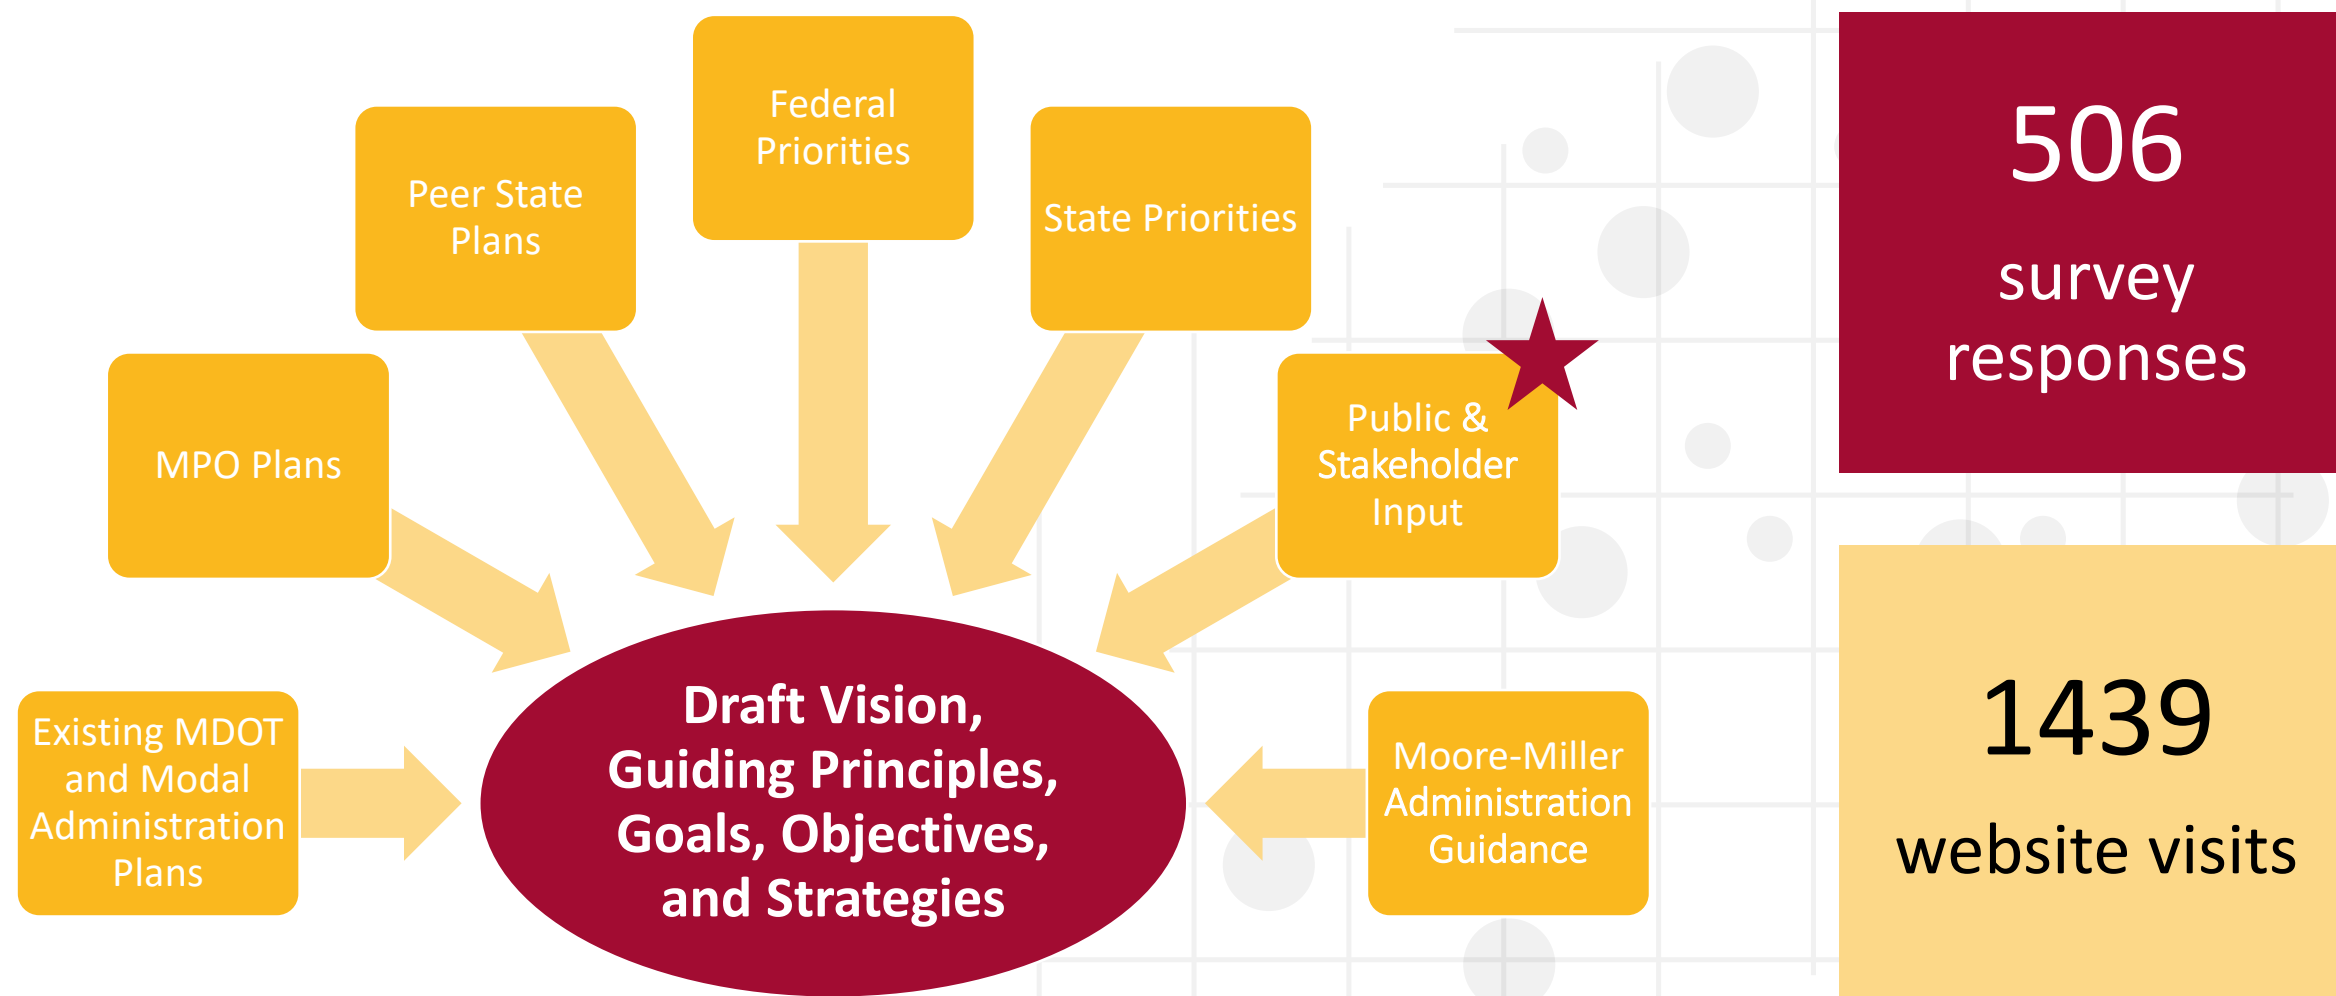 Federal
Priorities
Peer State
Plans
State Priorities
MPO Plans
Public &
Stakeholder
Input
Existing MDOT
and Modal
Administration
Plans
Draft Vision,
Guiding Principles,
Goals, Objectives,
and Strategies
Moore-Miller
Administration
Guidance
506
survey
responses
1439
website visits